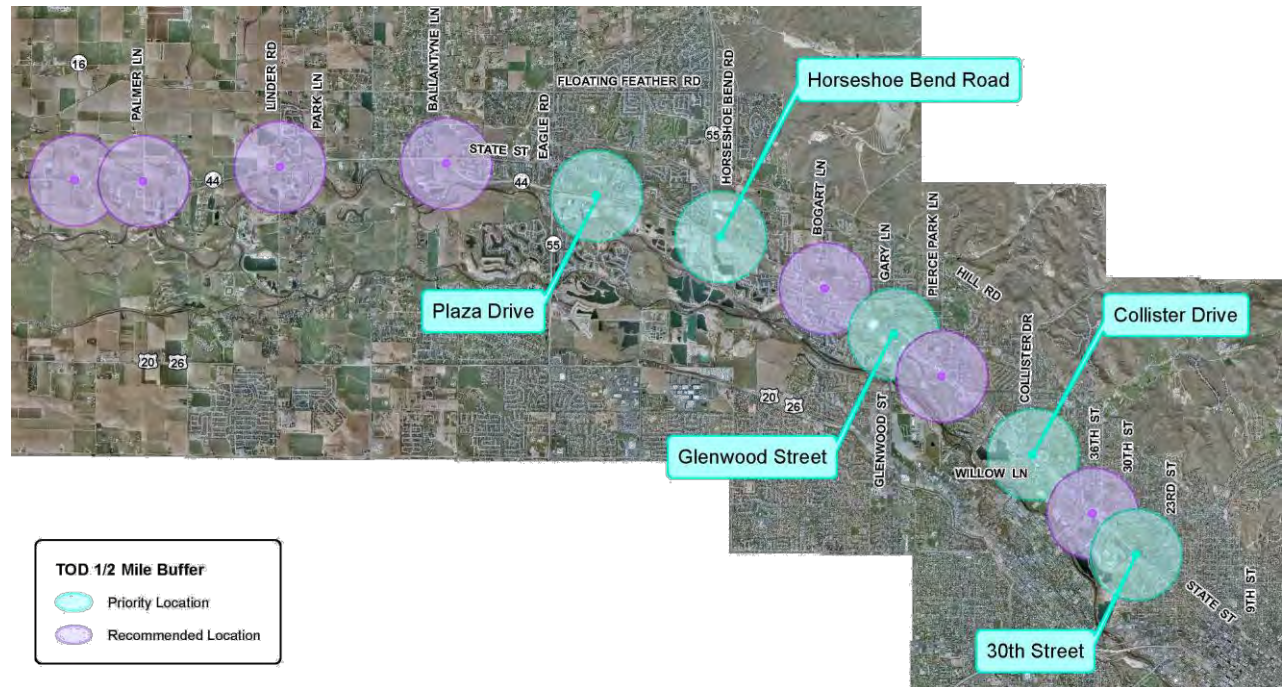 16
PALMER LN
LINDER RD
PARK LN
BALLANTYNE LN
FLOATING FEATHER RD
EAGLE RD
STATE ST
44
44
55
HORSESHOE BEND RD
Horseshoe Bend Road
BOGART LN
GARY LN
PIERCE PARK LN
HILL RD
55
Plaza Drive
Collister Drive
COLLISTER DR
20
26
20
26
Glenwood Street
GLENWOOD ST
WILLOW LN
36TH ST
30TH ST
23RD ST
STATE ST
9TH ST
30th Street
TOD 1/2 Mile Buffer
Priority Location
Recommended Location